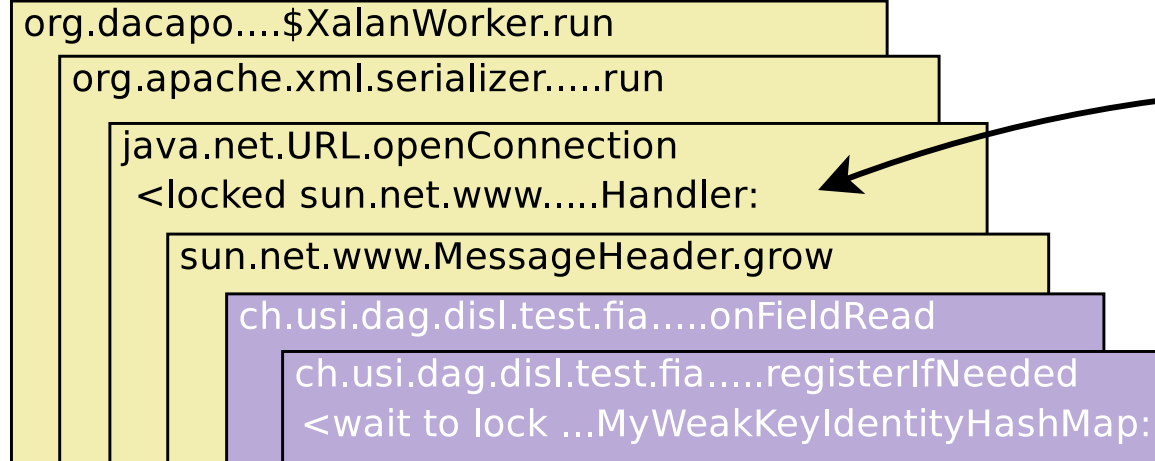 org.dacapo....$XalanWorker.run
org.apache.xml.serializer.....run
java.net.URL.openConnection
<locked sun.net.www.....Handler:
sun.net.www.MessageHeader.grow
ch.usi.dag.disl.test.fia.....onFieldRead
ch.usi.dag.disl.test.fia.....registerIfNeeded
<wait to lock ...MyWeakKeyIdentityHashMap: